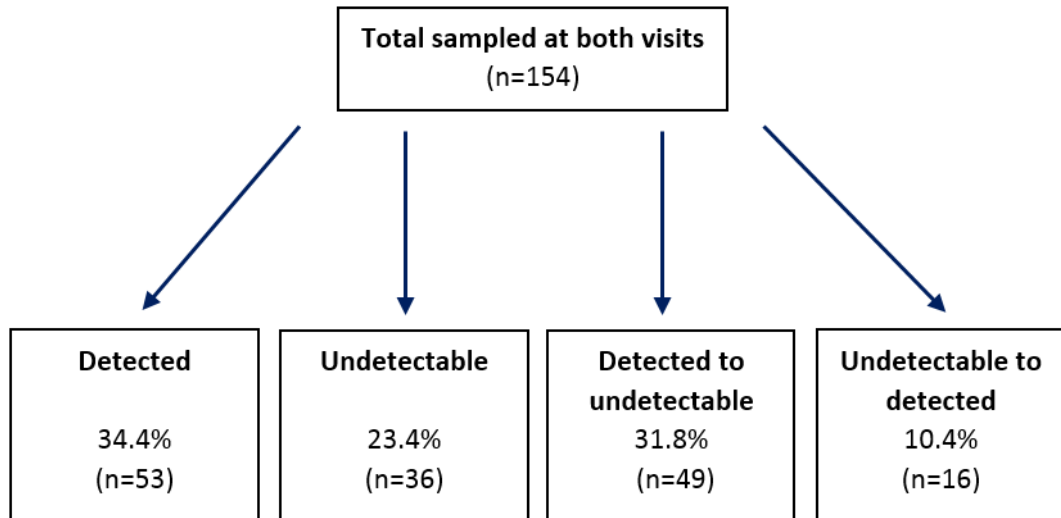 Total sampled at both visits
(n=154)
Detected
34.4%
(n=53)
Undetectable
23.4%
(n=36)
Detected to
undetectable
31.8%
(n=49)
Undetectable to
detected
10.4%
(n=16)